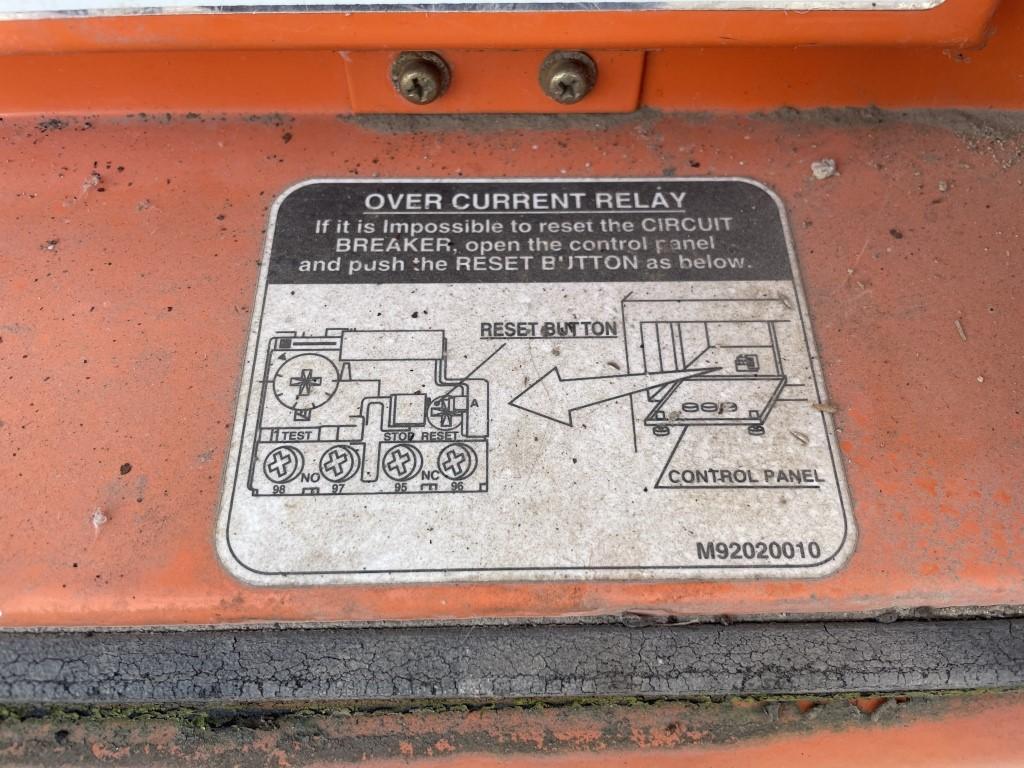 OVER CURRENT RELAY
If it is Impossible to reset the CIRCUIT
BREAKER, open the control panel
and push the RESET BUTTON as below.
RESET BUTTON
A
TEST
STOP RESET
NO
NC
98 97 95 96
CONTROL PANEL
M92020010